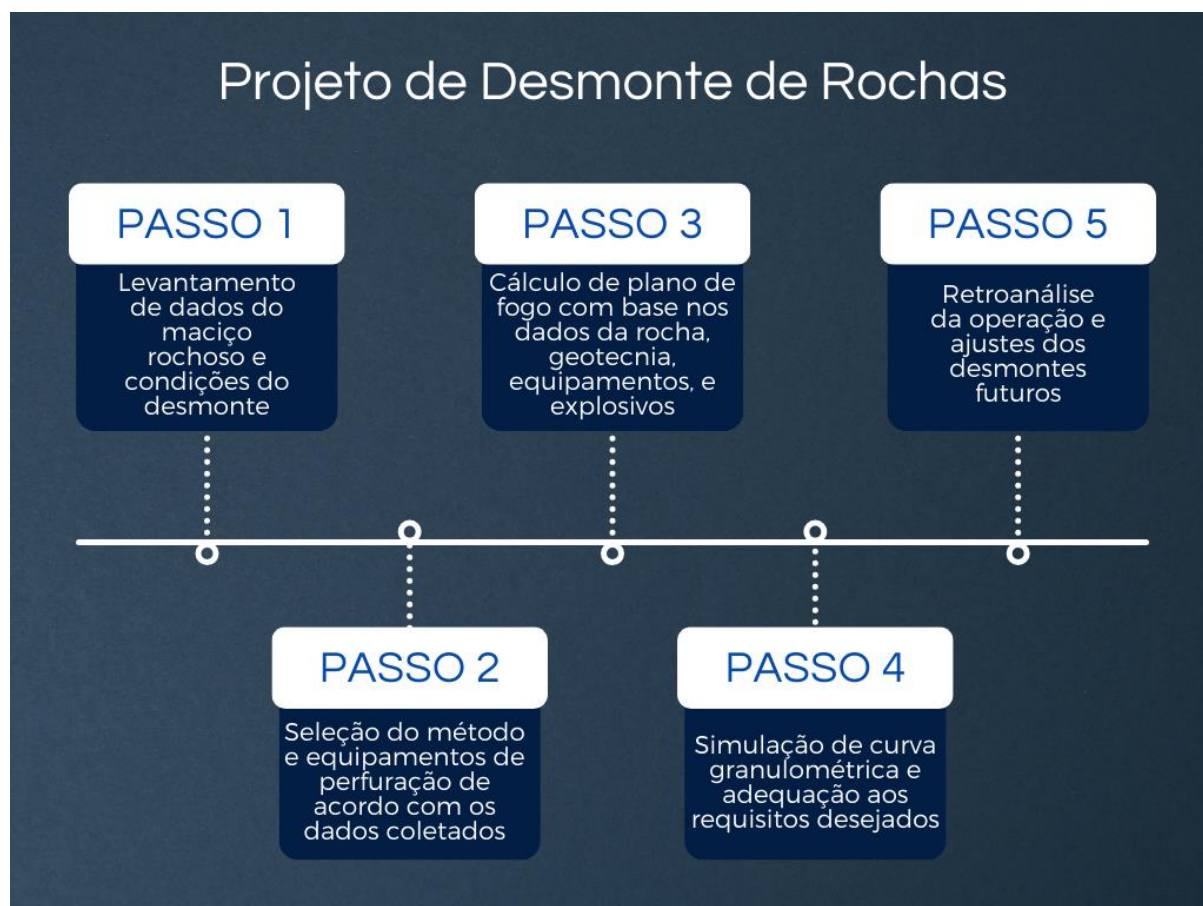 Projeto de Desmonte de Rochas
PASSO 1
Levantamento
de dados do
maciço
rochoso e
condições do
desmonte
PASSO 2
Seleção do método
e equipamentos de
perfuração de
acordo com os
dados coletados
PASSO 3
Cálculo de plano de
fogo com base nos
dados da rocha,
geotecnia,
equipamentos, e
explosivos
PASSO 4
Simulação de curva
granulométrica e
adequação aos
requisitos desejados
PASSO 5
Retroanálise
da operação e
ajustes dos
desmontes
futuros